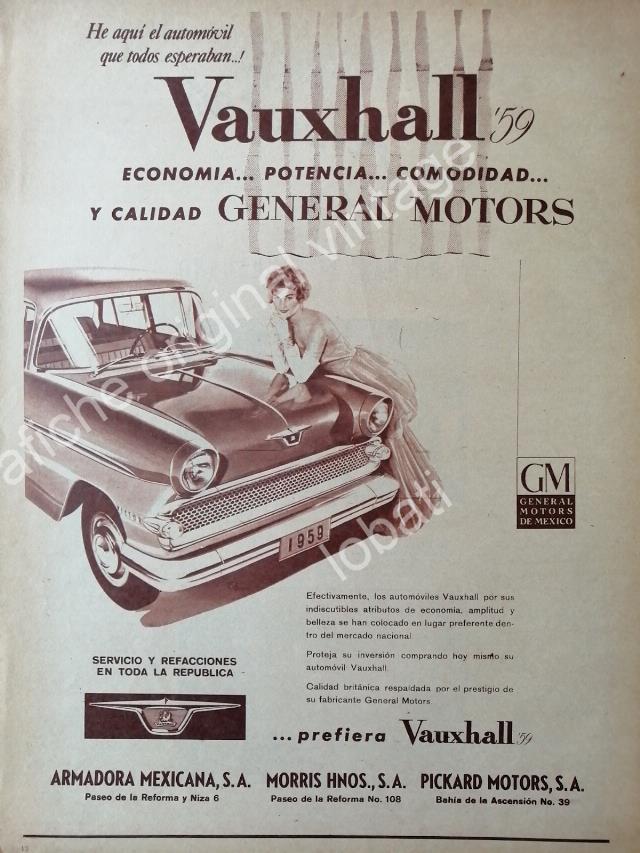 He aquí el automóvil
que todos esperaban..!
Vauxhall '59
ECONOMIA... POTENCIA... COMODIDAD...
Y CALIDAD GENERAL MOTORS
afiche original vintage
lobati
GM
GENERAL
MOTORS
DE MEXICO
1959
Efectivamente, los automóviles Vauxhall por sus
indiscutibles atributos de economía, amplitud y
belleza se han colocado en lugar preferente den-
tro del mercado nacional.
Proteja su inversión comprando hoy mismo su
automóvil Vauxhall.
Calidad británica respaldada por el prestigio de
su fabricante General Motors.
SERVICIO Y REFACCIONES
EN TODA LA REPUBLICA
...prefiera Vauxhall '59
ARMADORA MEXICANA, S.A. MORRIS HNOS., S.A. PICKARD MOTORS, S.A.
Paseo de la Reforma y Niza 6 Paseo de la Reforma No. 108 Bahía de la Ascensión No. 39